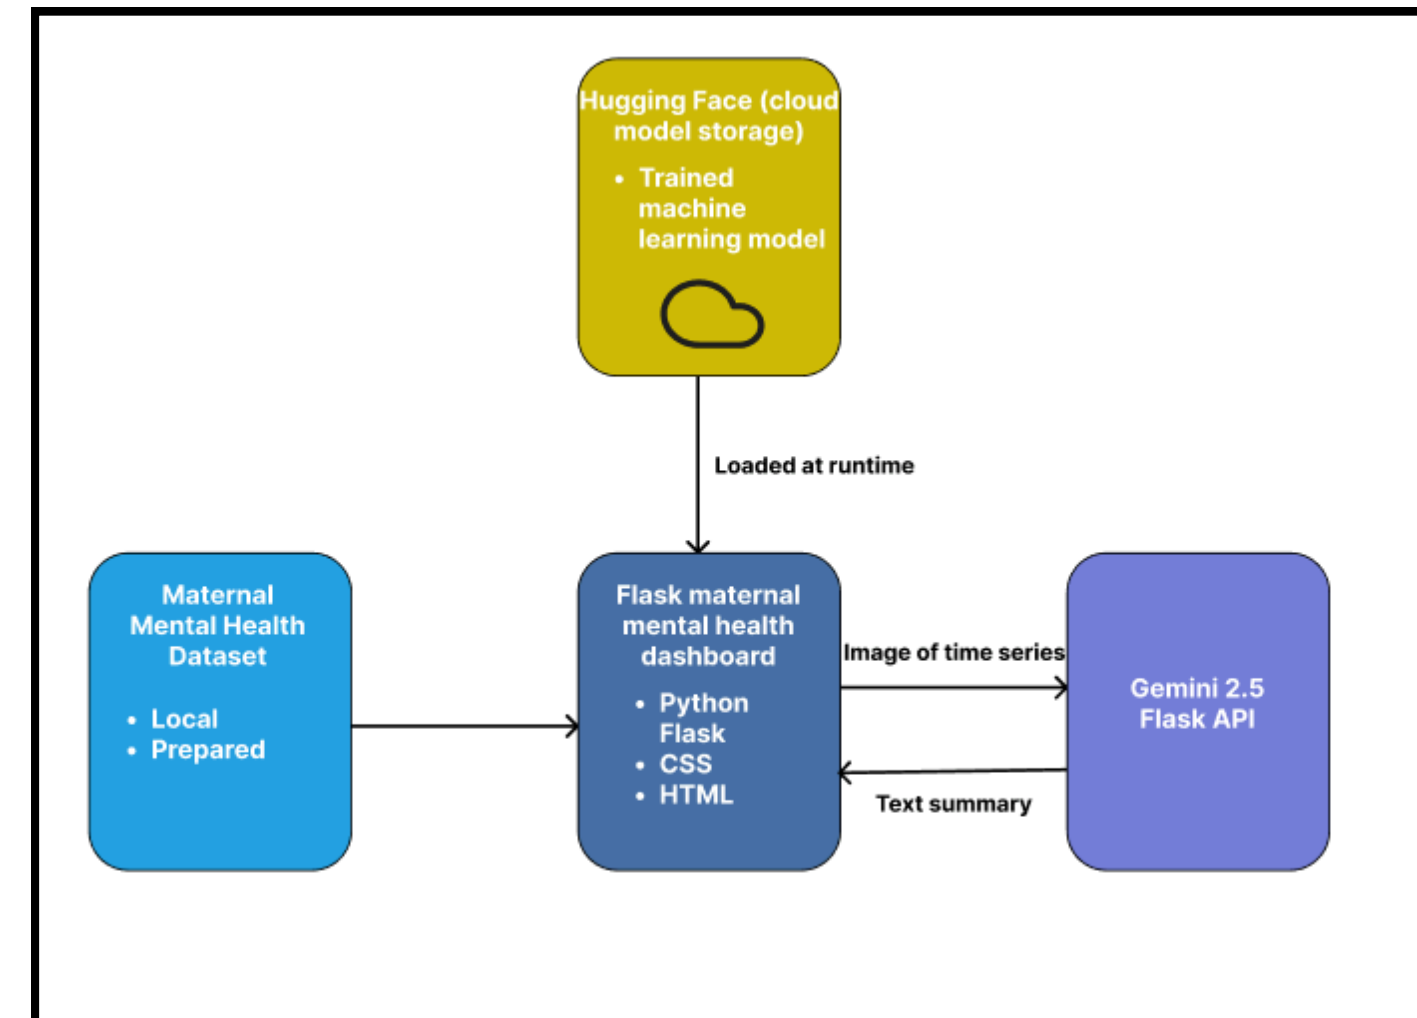 Hugging Face (cloud
model storage)
• Trained
machine
learning model
Loaded at runtime
Maternal
Mental Health
Dataset
• Local
• Prepared
Flask maternal
mental health
dashboard
• Python
Flask
• CSS
• HTML
Image of time series
Text summary
Gemini 2.5
Flask API